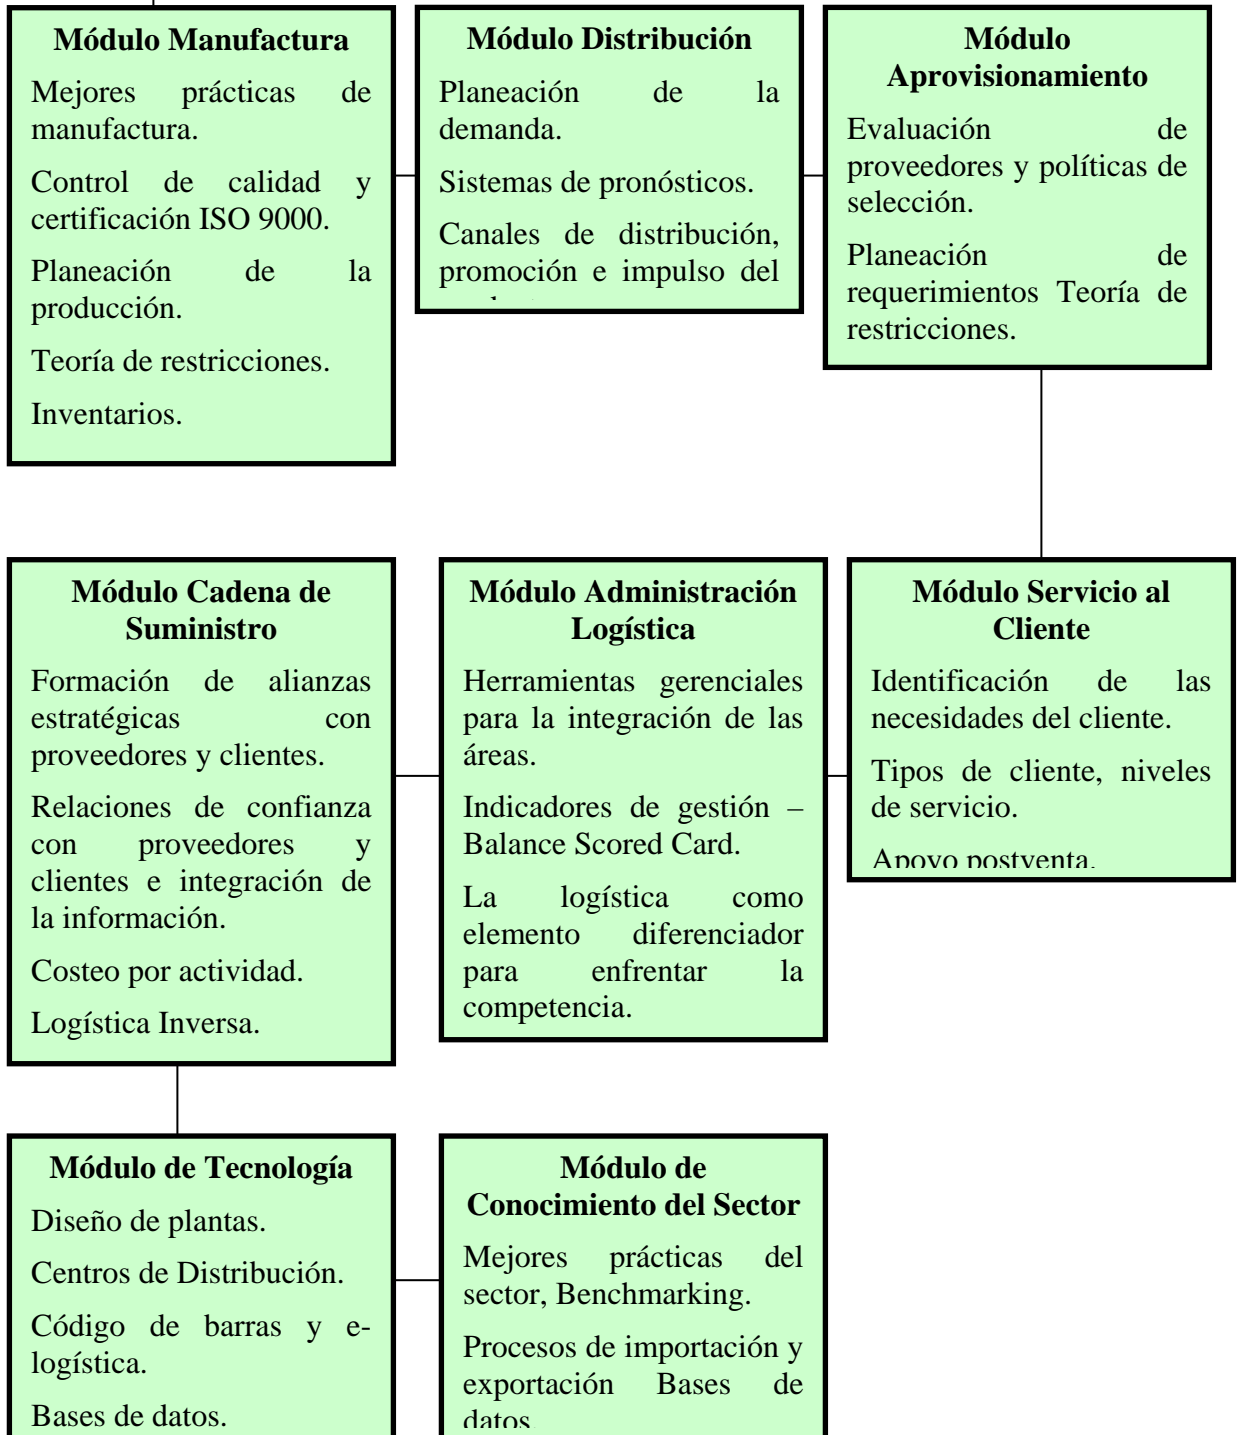 Módulo Manufactura
Mejores prácticas de
manufactura.
Control de calidad y
certificación ISO 9000.
Planeación de la
producción.
Teoría de restricciones.
Inventarios.
Módulo Distribución
Planeación de la
demanda.
Sistemas de pronósticos.
Canales de distribución,
promoción e impulso del
Módulo
Aprovisionamiento
Evaluación de
proveedores y políticas de
selección.
Planeación de
requerimientos Teoría de
restricciones.
Módulo Cadena de
Suministro
Formación de alianzas
estratégicas con
proveedores y clientes.
Relaciones de confianza
con proveedores y
clientes e integración de
la información.
Costeo por actividad.
Logística Inversa.
Módulo Administración
Logística
Herramientas gerenciales
para la integración de las
áreas.
Indicadores de gestión –
Balance Scored Card.
La logística como
elemento diferenciador
para enfrentar la
competencia.
Módulo Servicio al
Cliente
Identificación de las
necesidades del cliente.
Tipos de cliente, niveles
de servicio.
Apoyo postventa.
Módulo de Tecnología
Diseño de plantas.
Centros de Distribución.
Código de barras y e-
logística.
Bases de datos.
Módulo de
Conocimiento del Sector
Mejores prácticas del
sector, Benchmarking.
Procesos de importación y
exportación Bases de
datos.